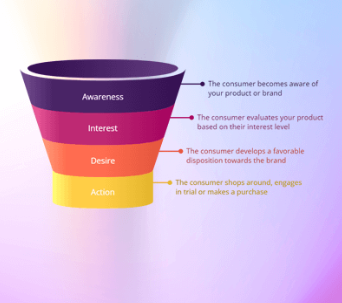 Awareness
The consumer becomes aware of
your product or brand
Interest
The consumer evaluates your product
based on their interest level
Desire
The consumer develops a favorable
disposition towards the brand
Action
The consumer shops around, engages
in trial or makes a purchase